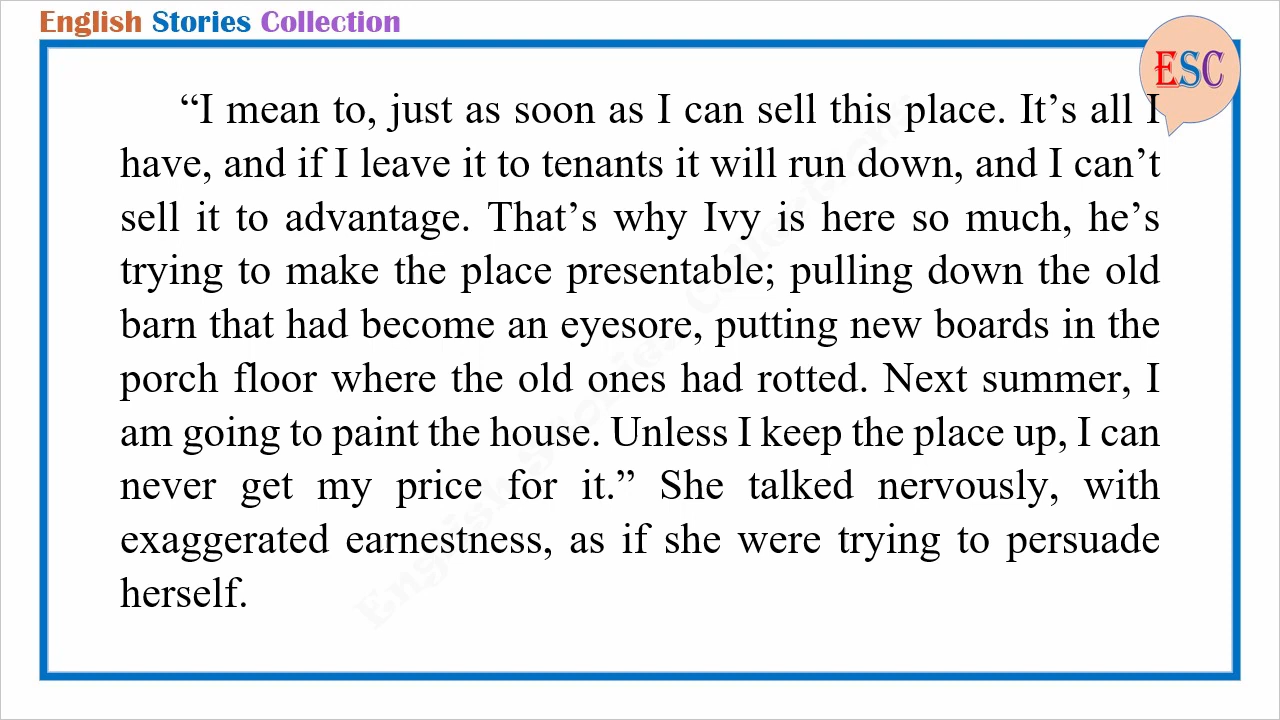 English Stories Collection
ESC
“I mean to, just as soon as I can sell this place. It’s all I
have, and if I leave it to tenants it will run down, and I can’t
sell it to advantage. That’s why Ivy is here so much, he’s
trying to make the place presentable; pulling down the old
barn that had become an eyesore, putting new boards in the
porch floor where the old ones had rotted. Next summer, I
am going to paint the house. Unless I keep the place up, I can
never get my price for it.” She talked nervously, with
exaggerated earnestness, as if she were trying to persuade
herself.
English Stories Collection